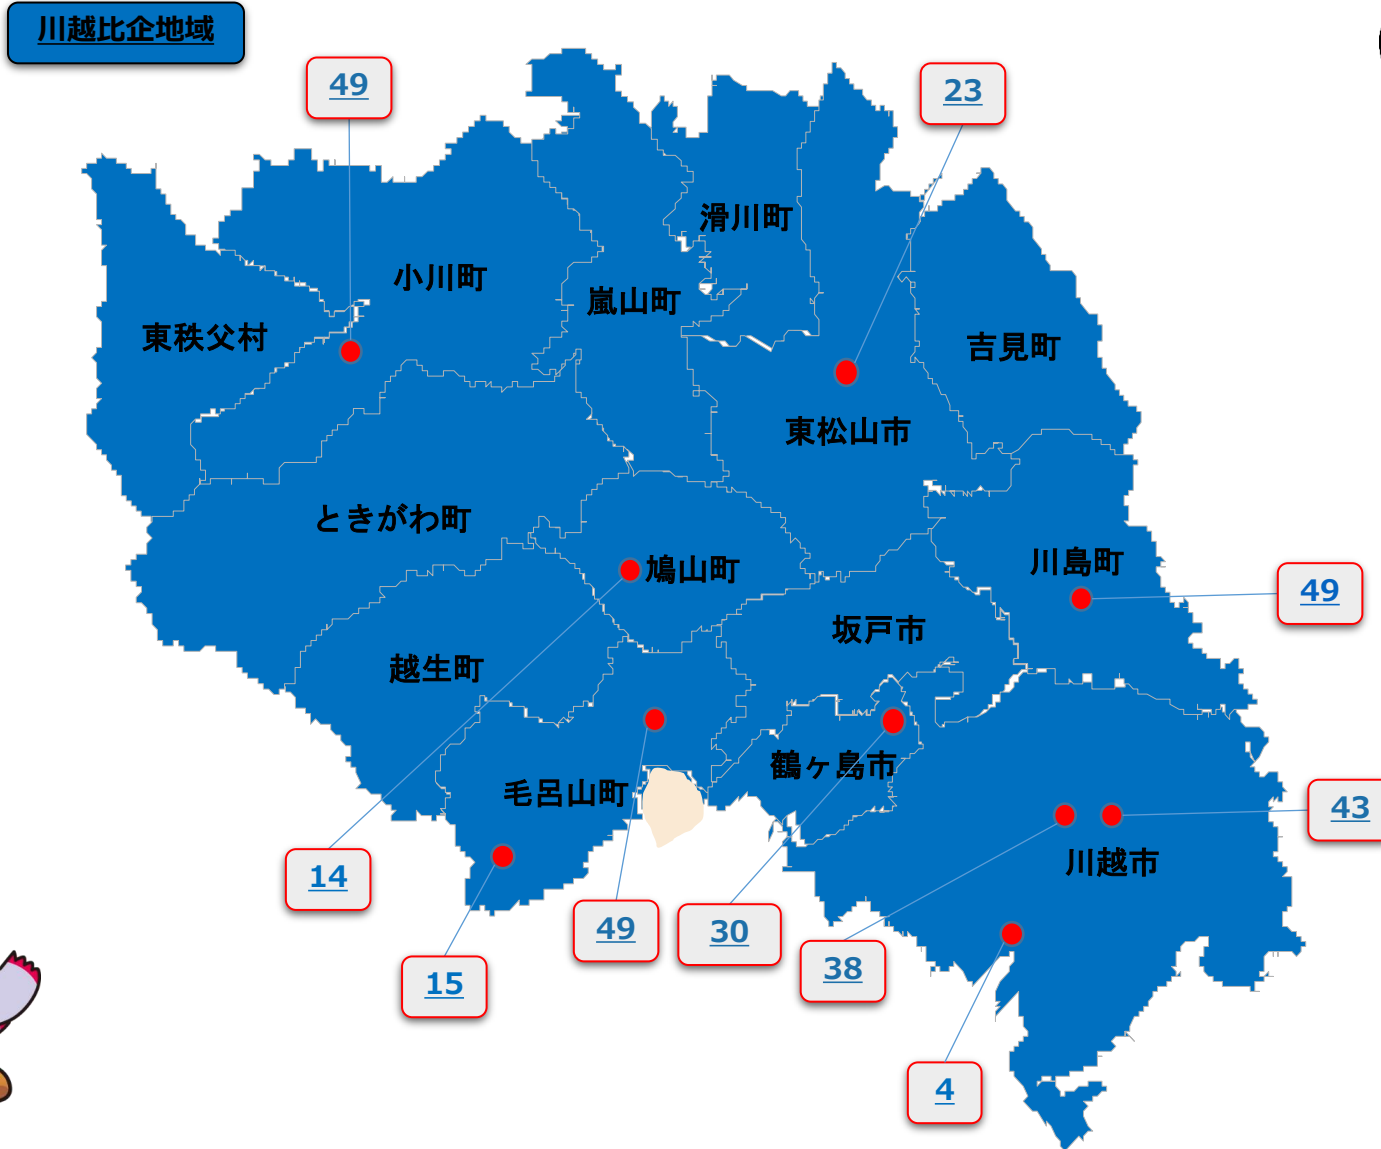 川越比企地域
49
23
滑川町
小川町
嵐山町
東秩父村
吉見町
東松山市
ときがわ町
川島町
鳩山町
49
坂戸市
越生町
鶴ヶ島市
毛呂山町
43
川越市
14
49
30
38
15
4